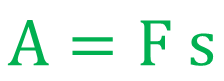 A = F s